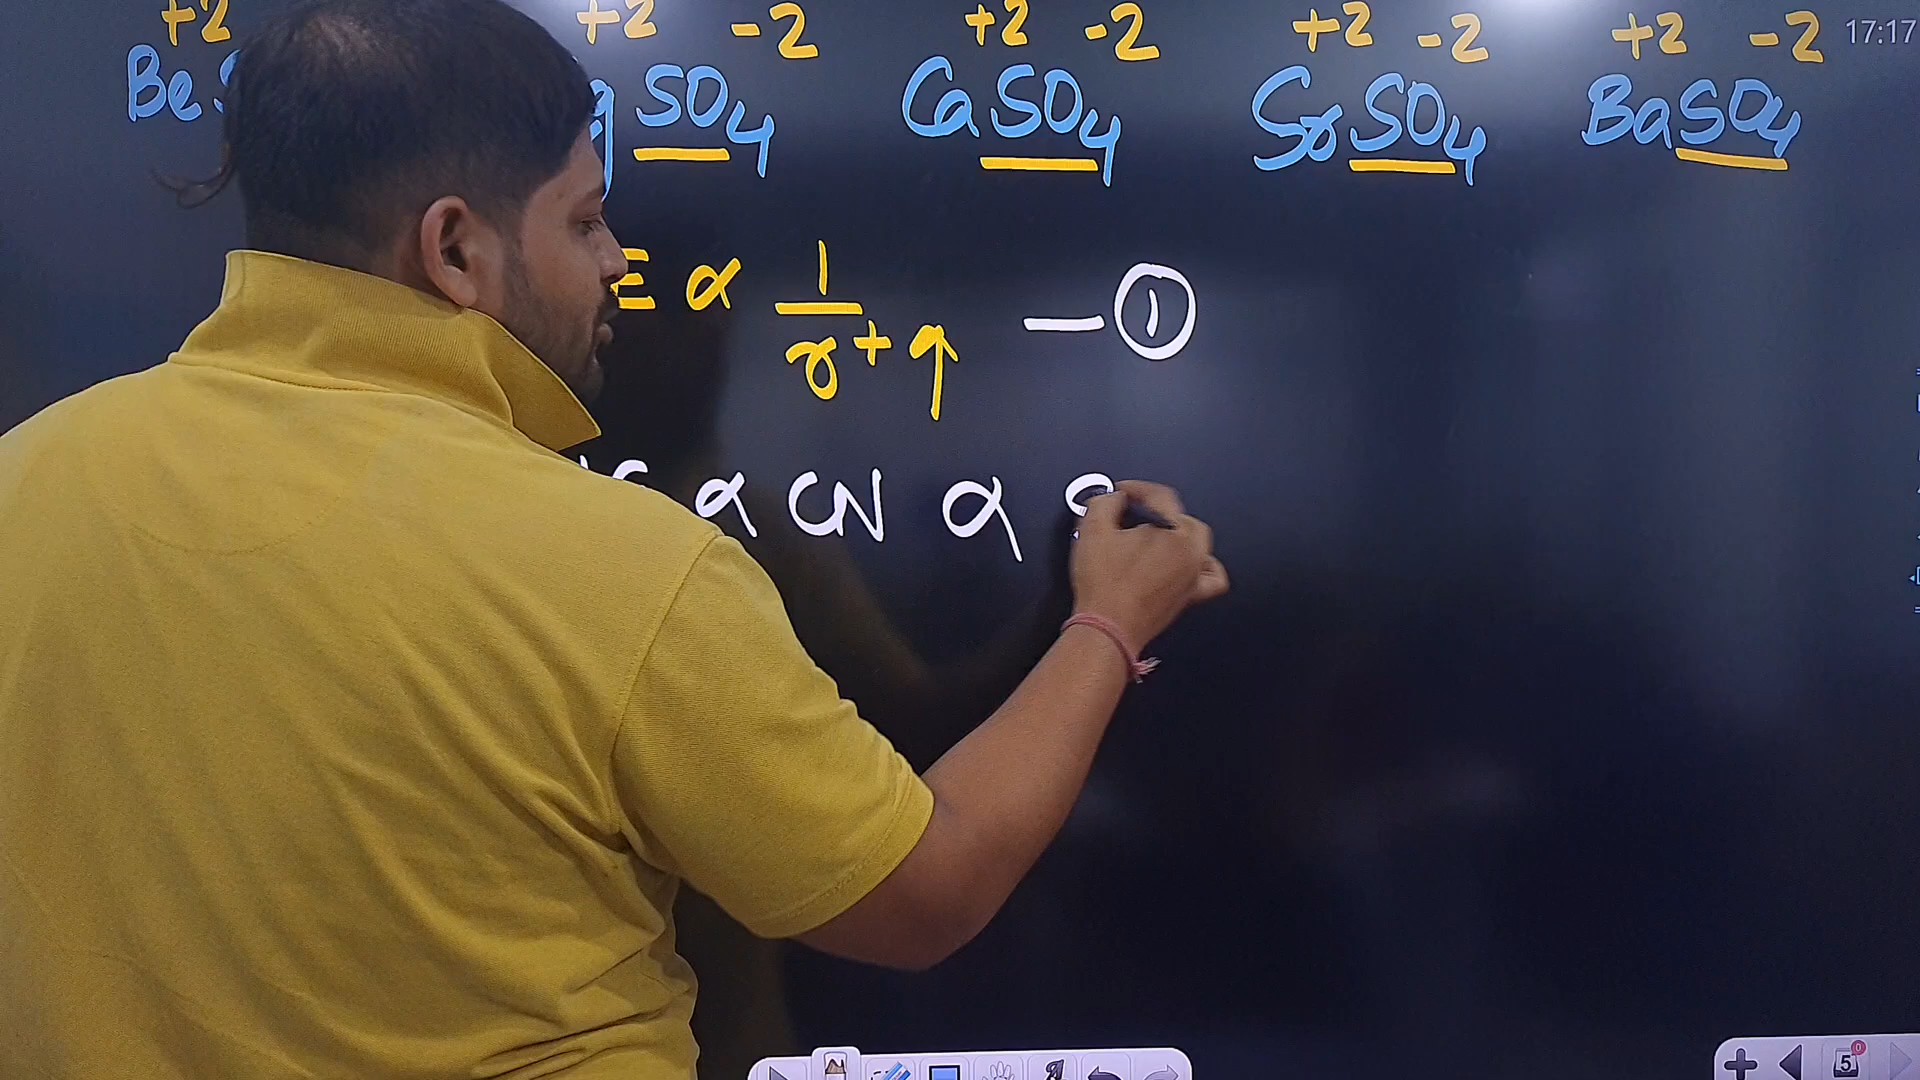 +2 +2 -2 +2 -2 +2 -2 +2 -2 17:17
Be SO4 CaSO4 SrSO4 BaSO4
E ∝ 1/r+q —①
∝ CN ∝
5